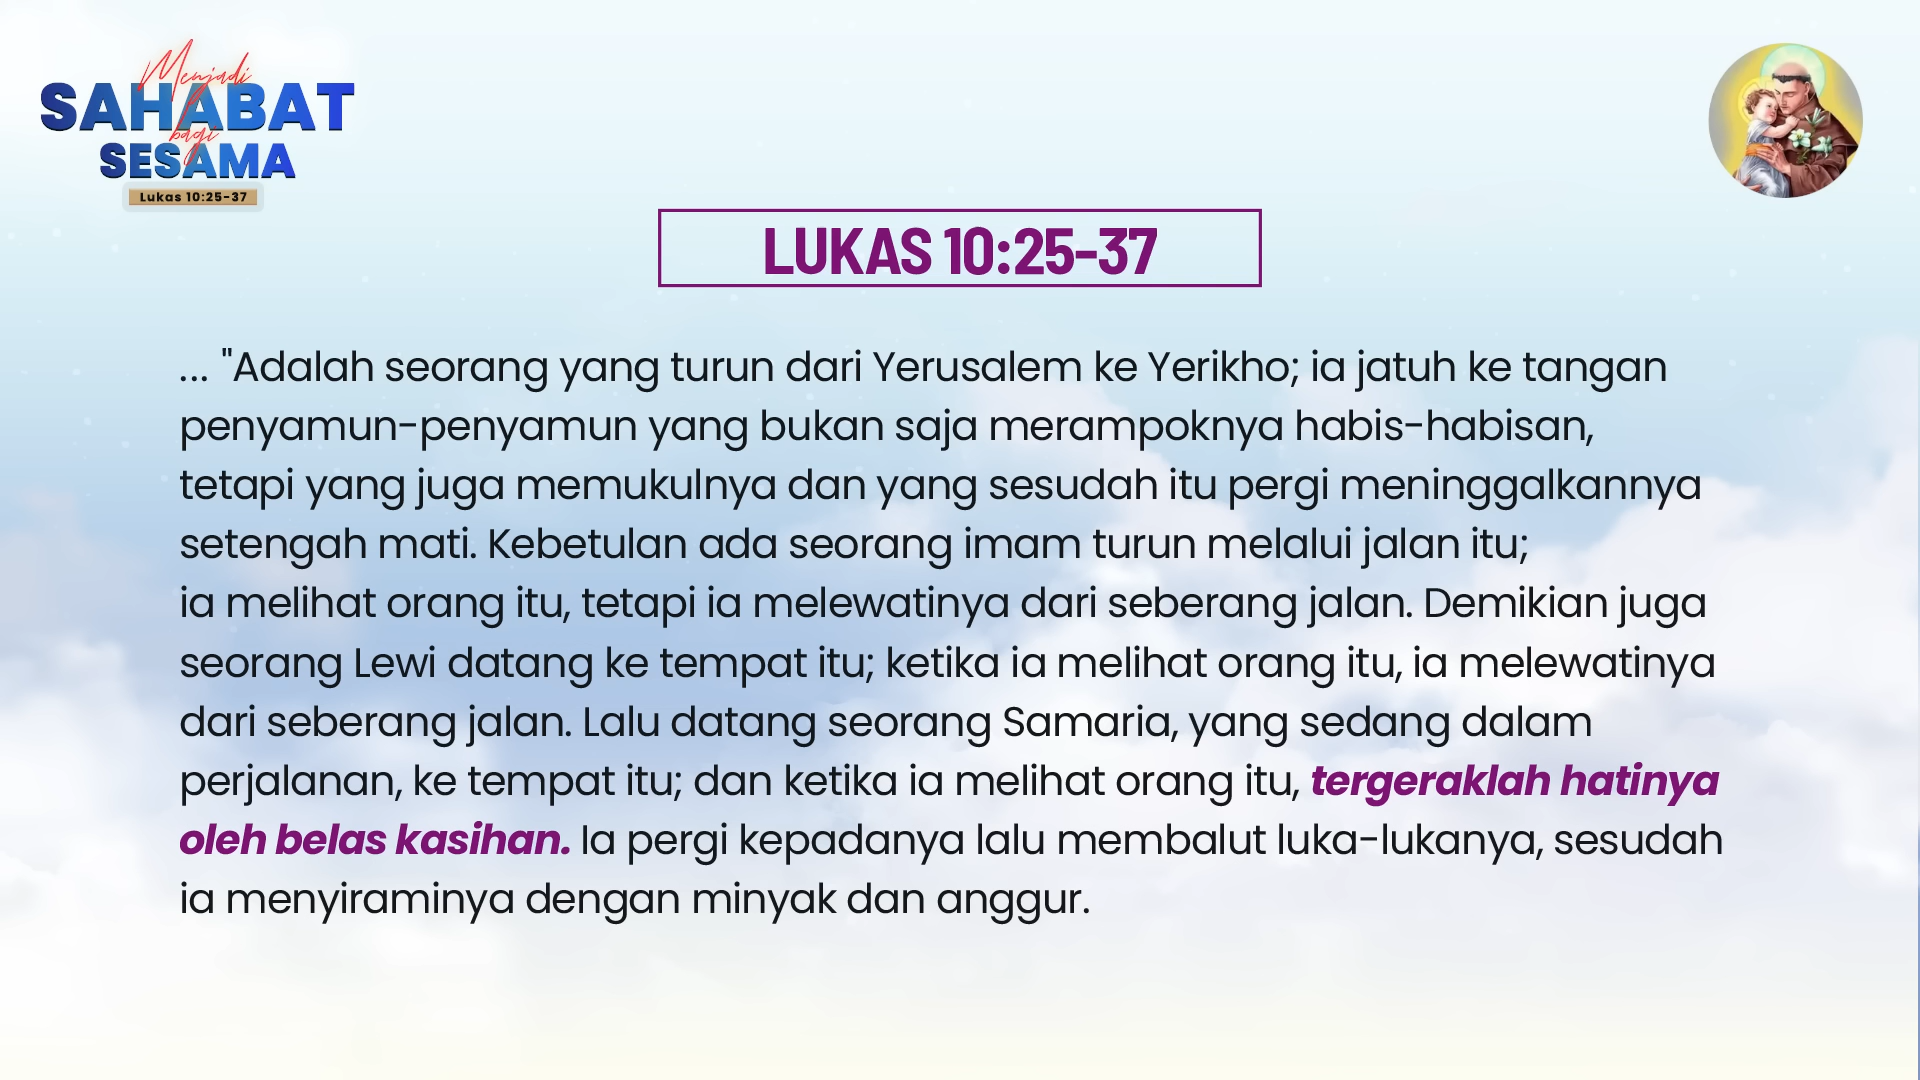 Menjadi
SAHABAT
bagi
SESAMA
Lukas 10:25-37
LUKAS 10:25-37
... "Adalah seorang yang turun dari Yerusalem ke Yerikho; ia jatuh ke tangan
penyamun-penyamun yang bukan saja merampoknya habis-habisan,
tetapi yang juga memukulnya dan yang sesudah itu pergi meninggalkannya
setengah mati. Kebetulan ada seorang imam turun melalui jalan itu;
ia melihat orang itu, tetapi ia melewatinya dari seberang jalan. Demikian juga
seorang Lewi datang ke tempat itu; ketika ia melihat orang itu, ia melewatinya
dari seberang jalan. Lalu datang seorang Samaria, yang sedang dalam
perjalanan, ke tempat itu; dan ketika ia melihat orang itu, tergeraklah hatinya
oleh belas kasihan. Ia pergi kepadanya lalu membalut luka-lukanya, sesudah
ia menyiraminya dengan minyak dan anggur.